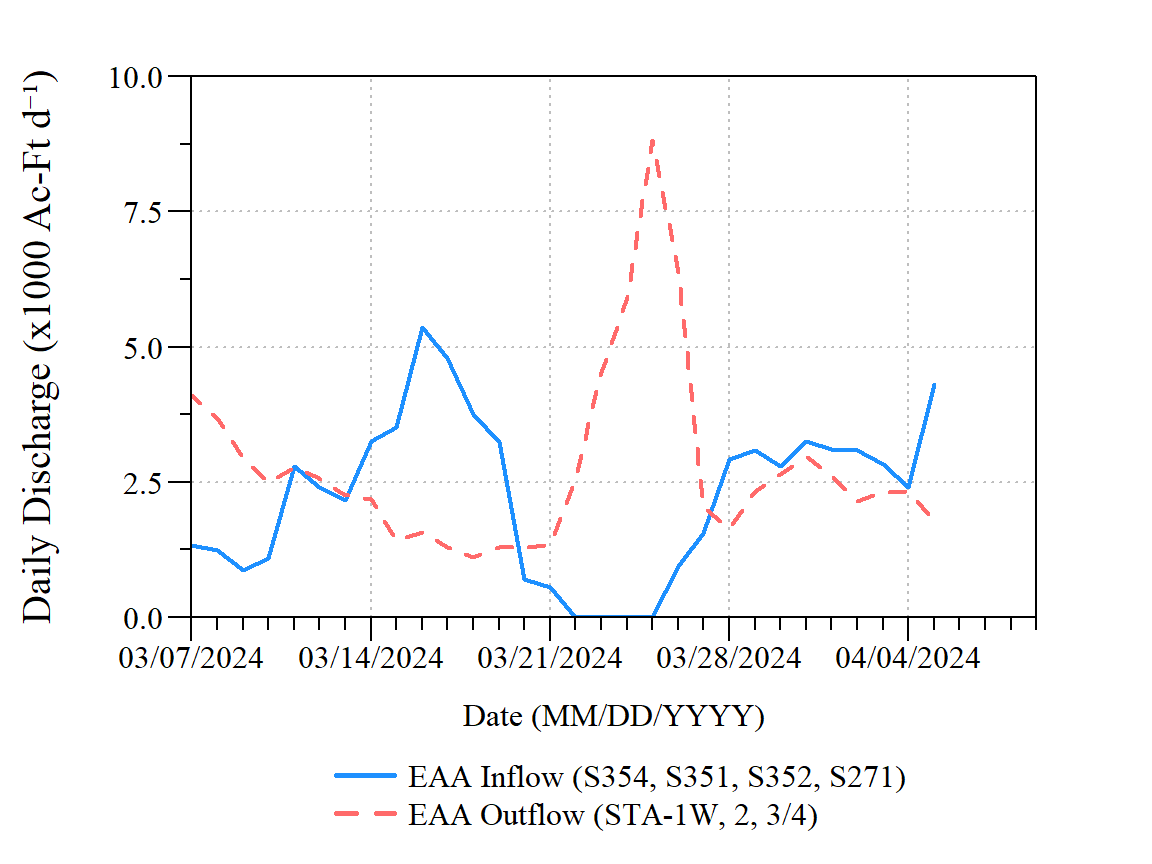 Daily Discharge (x1000 Ac-Ft d⁻¹)
10.0
7.5
5.0
2.5
0.0
03/07/2024 03/14/2024 03/21/2024 03/28/2024 04/04/2024
Date (MM/DD/YYYY)
EAA Inflow (S354, S351, S352, S271)
EAA Outflow (STA-1W, 2, 3/4)